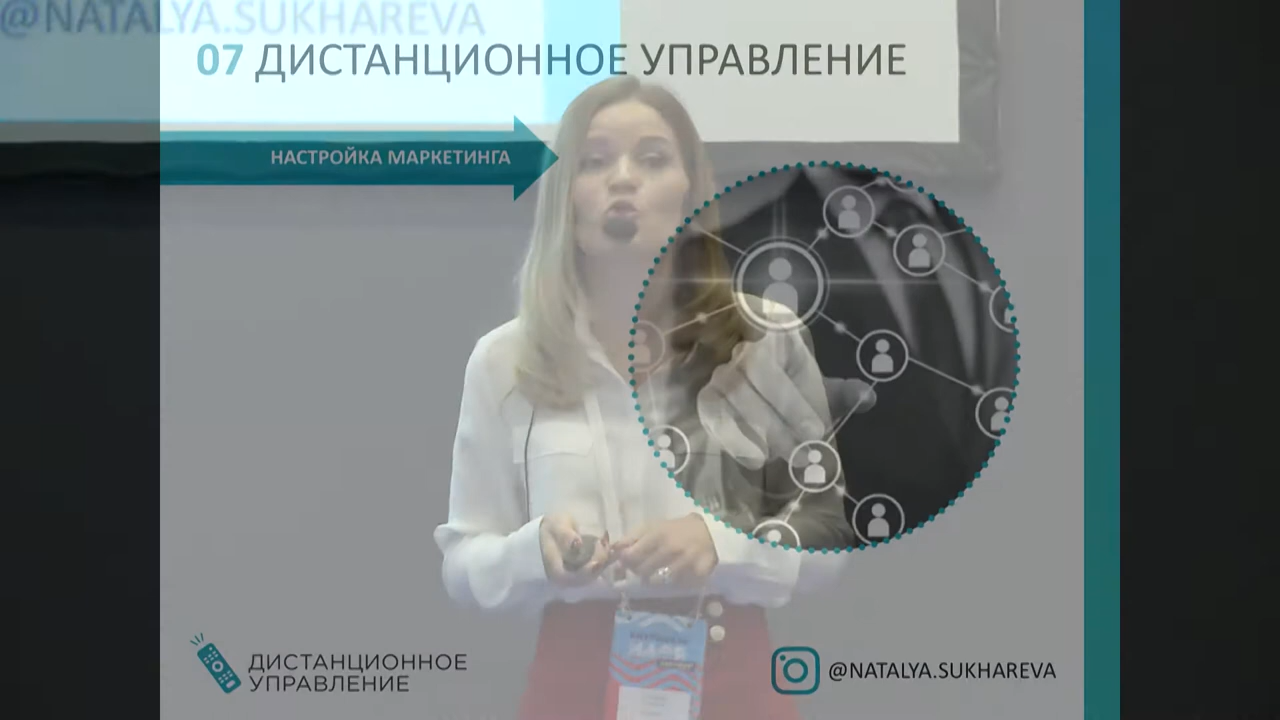 @NATALYA.SUKHAREVA
07 ДИСТАНЦИОННОЕ УПРАВЛЕНИЕ
НАСТРОЙКА МАРКЕТИНГА
ДИСТАНЦИОННОЕ
УПРАВЛЕНИЕ
@NATALYA.SUKHAREVA